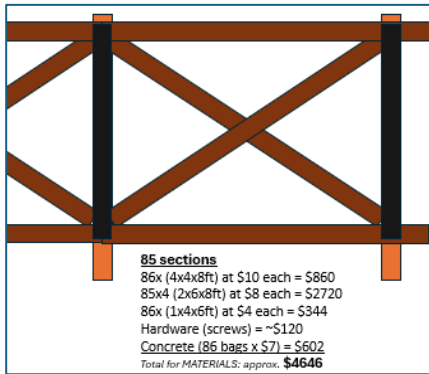 85 sections
86x (4x4x8ft) at $10 each = $860
85x4 (2x6x8ft) at $8 each = $2720
86x (1x4x6ft) at $4 each = $344
Hardware (screws) = ~$120
Concrete (86 bags x $7) = $602
Total for MATERIALS: approx. $4646